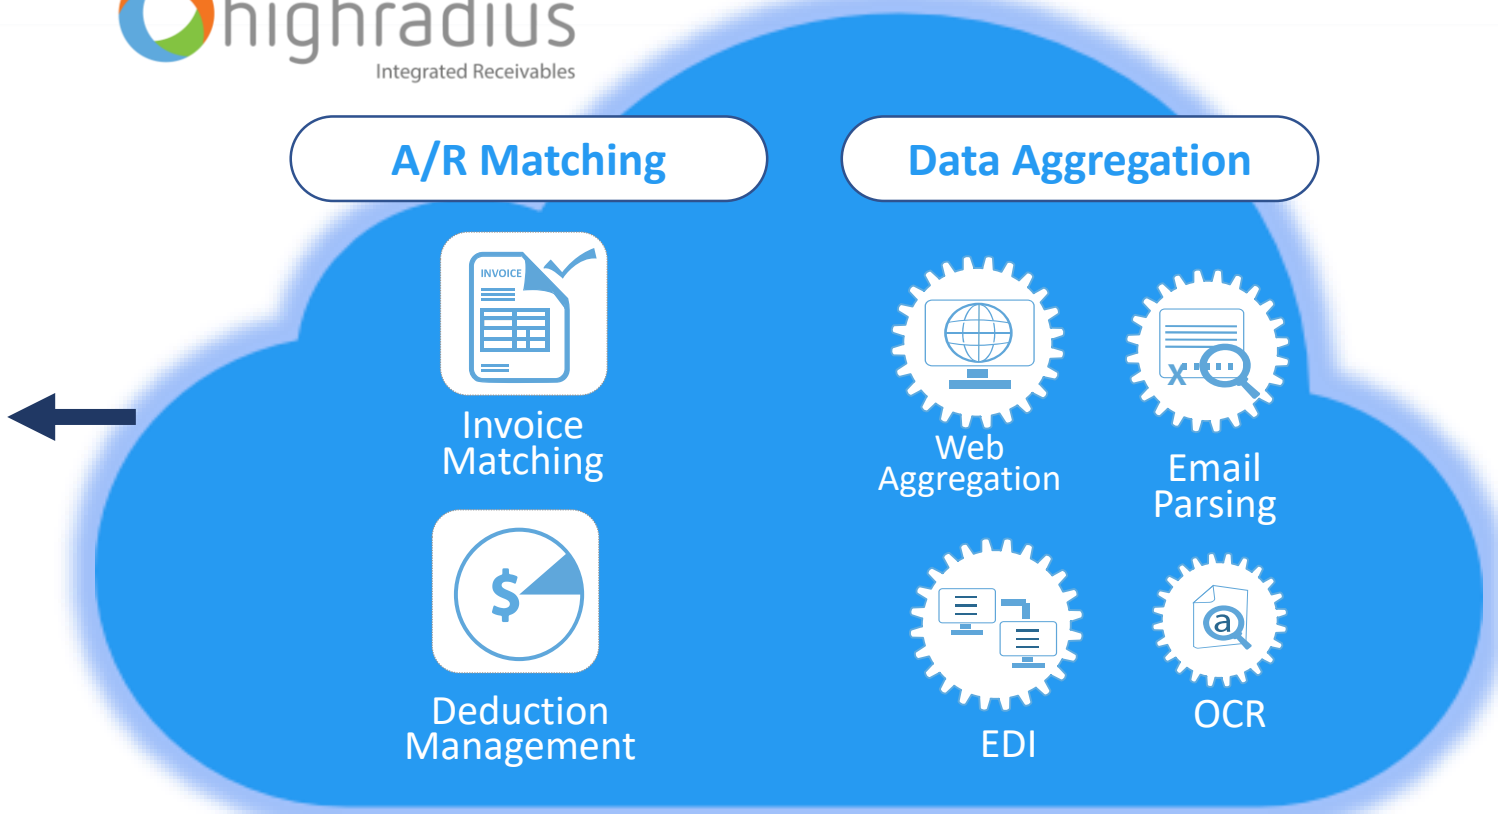 highradius
Integrated Receivables
A/R Matching
Data Aggregation
INVOICE
Invoice
Matching
Deduction
Management
Web
Aggregation
x
Email
Parsing
EDI
a
OCR